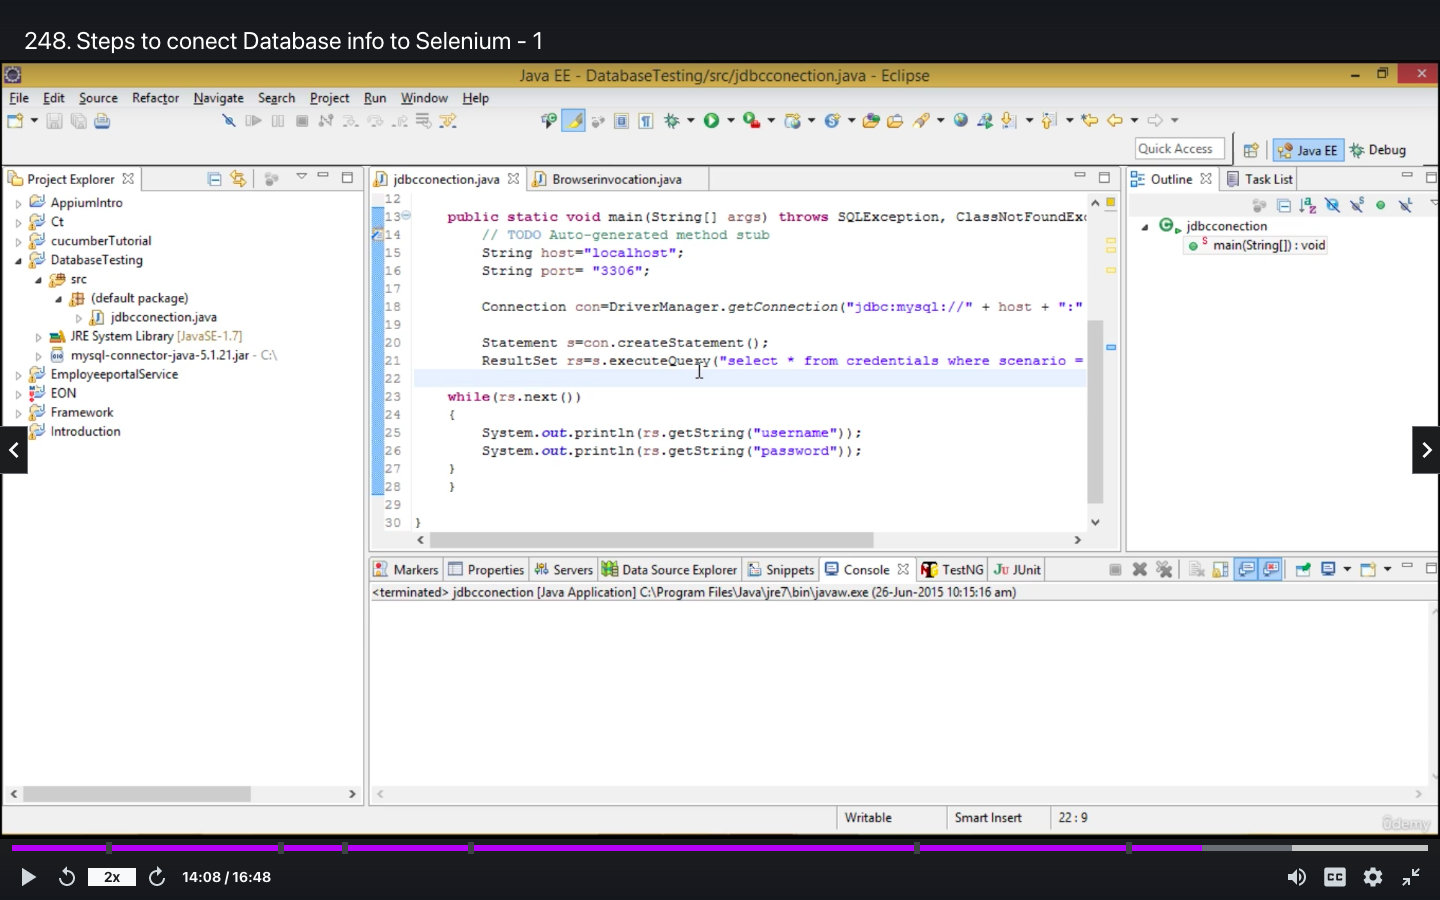 248. Steps to conect Database info to Selenium - 1
Java EE - DatabaseTesting/src/jdbcconection.java - Eclipse
File Edit Source Refactor Navigate Search Project Run Window Help
Quick Access Java EE Debug
Project Explorer
AppiumIntro
Ct
cucumberTutorial
DatabaseTesting
src
(default package)
jdbcconection.java
JRE System Library [JavaSE-1.7]
mysql-connector-java-5.1.21.jar - C:\
EmployeeportalService
EON
Framework
Introduction
jdbcconection.java Browserinvocation.java
12
13 public static void main(String[] args) throws SQLException, ClassNotFoundExc
14 // TODO Auto-generated method stub
15 String host="localhost";
16 String port= "3306";
17
18 Connection con=DriverManager.getConnection("jdbc:mysql://" + host + ":"
19
20 Statement s=con.createStatement();
21 ResultSet rs=s.executeQuery("select * from credentials where scenario =
22
23 while(rs.next())
24 {
25 System.out.println(rs.getString("username"));
26 System.out.println(rs.getString("password"));
27 }
28 }
29
30 }
Outline Task List
jdbcconection
main(String[]) : void
Markers Properties Servers Data Source Explorer Snippets Console TestNG JUnit
<terminated> jdbcconection [Java Application] C:\Program Files\Java\jre7\bin\javaw.exe (26-Jun-2015 10:15:16 am)
Writable Smart Insert 22 : 9
ûdemy
2x 14:08 / 16:48 CC